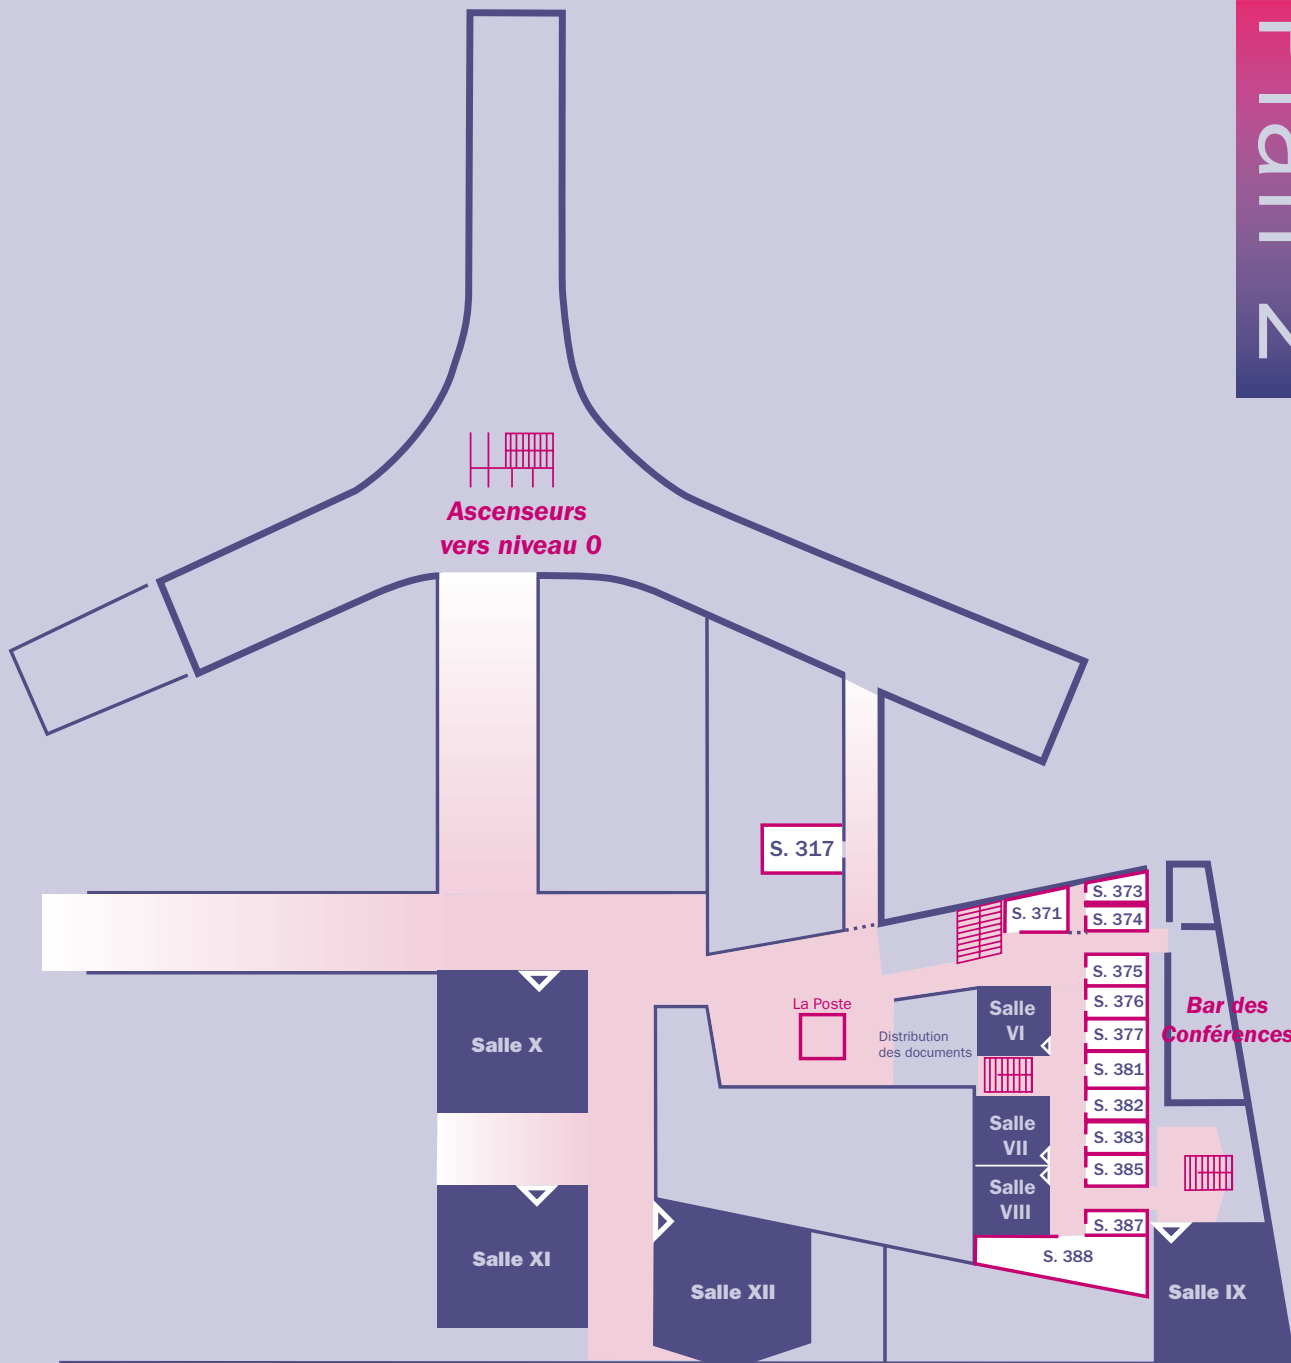 Plan 2
Ascenseurs
vers niveau 0
S. 317
S. 373
S. 371
S. 374
S. 375
S. 376
S. 377
S. 381
S. 382
S. 383
S. 385
S. 387
S. 388
Bar des
Conférences
La Poste
Distribution
des documents
Salle
VI
Salle
VII
Salle
VIII
Salle X
Salle XI
Salle XII
Salle IX